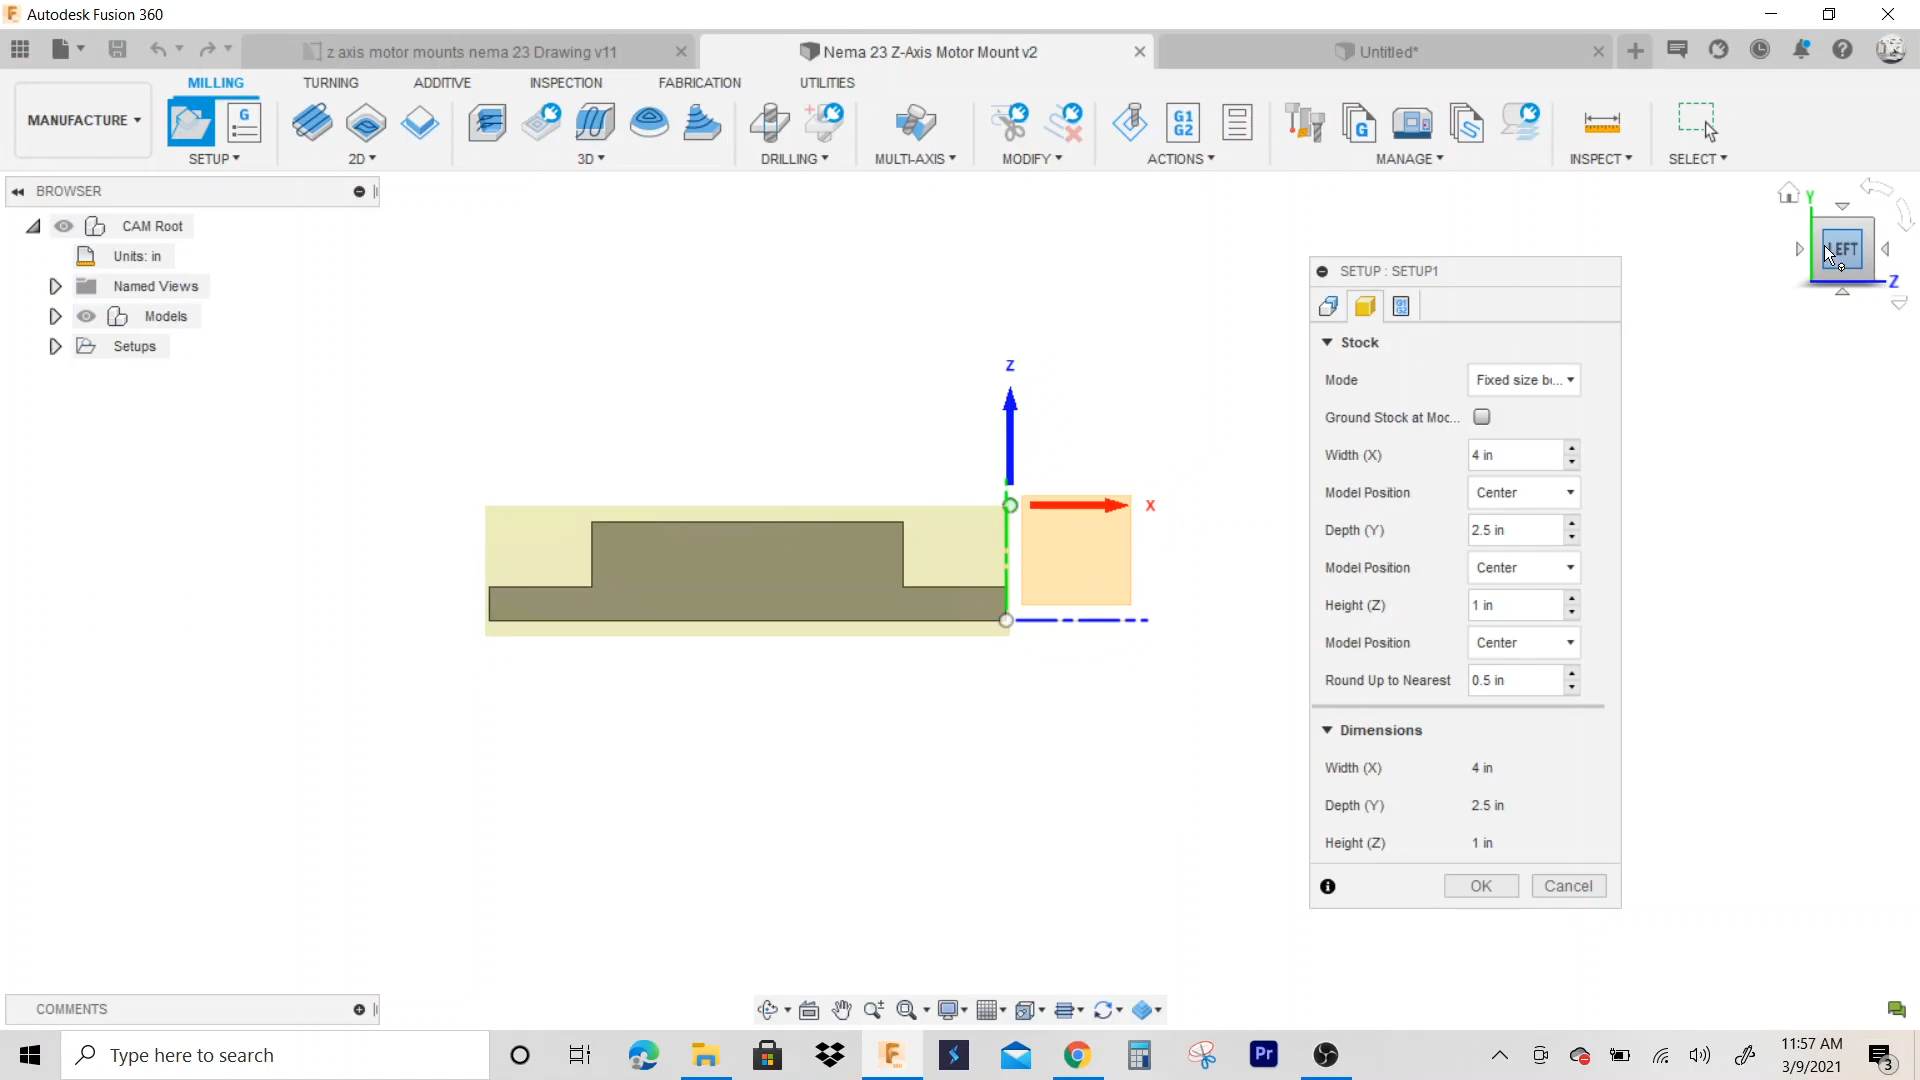 Autodesk Fusion 360
z axis motor mounts nema 23 Drawing v11
Nema 23 Z-Axis Motor Mount v2
Untitled*
MILLING
TURNING
ADDITIVE
INSPECTION
FABRICATION
UTILITIES
MANUFACTURE
SETUP
2D
3D
DRILLING
MULTI-AXIS
MODIFY
ACTIONS
MANAGE
INSPECT
SELECT
BROWSER
CAM Root
Units: in
Named Views
Models
Setups
Y
LEFT
Z
Z
X
SETUP : SETUP1
Stock
Mode Fixed size b...
Ground Stock at Moc...
Width (X) 4 in
Model Position Center
Depth (Y) 2.5 in
Model Position Center
Height (Z) 1 in
Model Position Center
Round Up to Nearest 0.5 in
Dimensions
Width (X) 4 in
Depth (Y) 2.5 in
Height (Z) 1 in
OK Cancel
COMMENTS
Type here to search
Pr
11:57 AM
3/9/2021
3